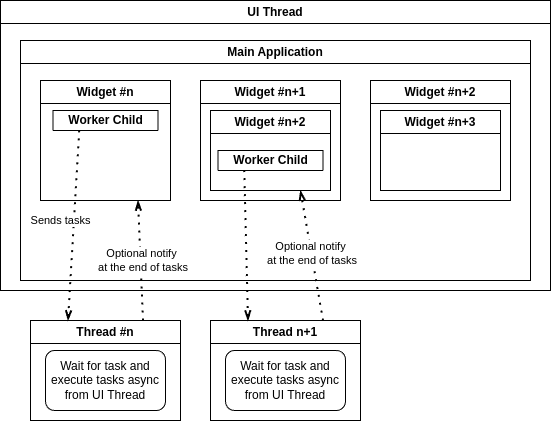 UI Thread
Main Application
Widget #n
Worker Child
Widget #n+1
Widget #n+2
Worker Child
Widget #n+2
Widget #n+3
Sends tasks
Optional notify
at the end of tasks
Optional notify
at the end of tasks
Thread #n
Wait for task and
execute tasks async
from UI Thread
Thread n+1
Wait for task and
execute tasks async
from UI Thread